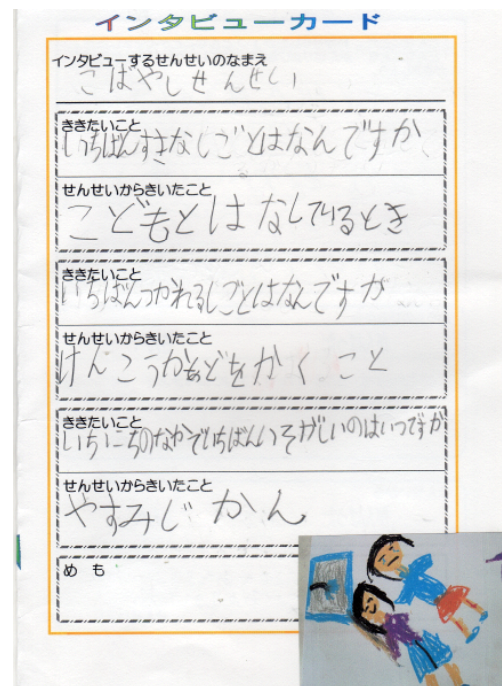 インタビューカード
インタビューするせんせいのなまえ
こばやしせんせい
ききたいこと
いちばんすきなしごとはなんですか
せんせいからきいたこと
こどもとはなしているとき
ききたいこと
いちばんつかれるしごとはなんですか
せんせいからきいたこと
けんこうかあどをかくこと
ききたいこと
いちにちのなかでいちばんいそがしいのはいつですか
せんせいからきいたこと
やすみじかん
めも